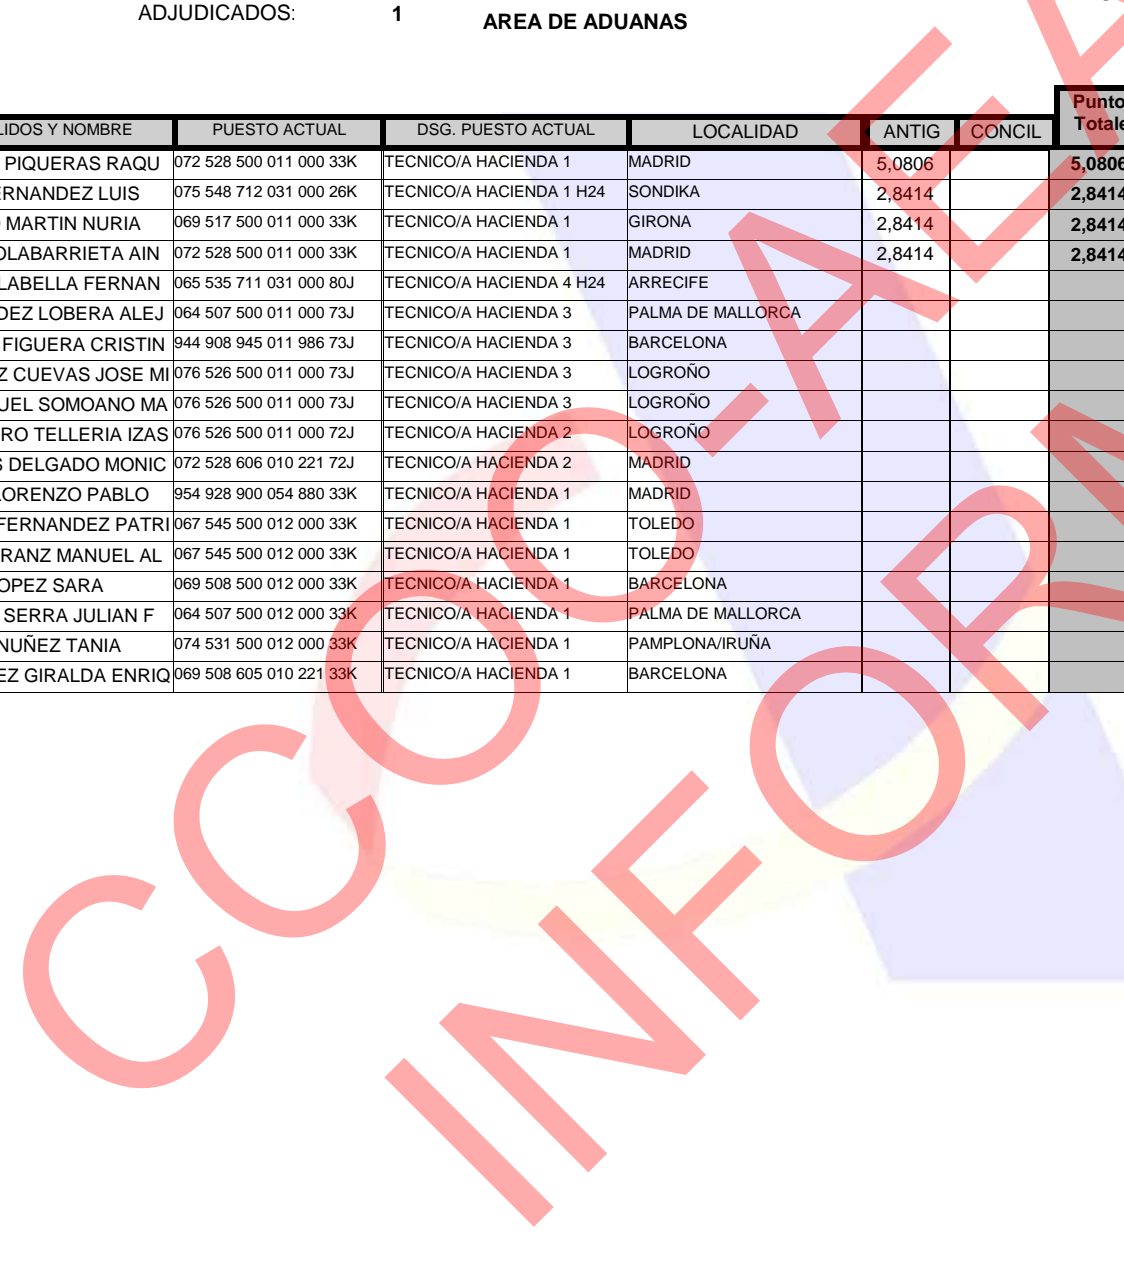 ADJUDICADOS: 1 AREA DE ADUANAS
LIDOS Y NOMBRE PUESTO ACTUAL DSG. PUESTO ACTUAL LOCALIDAD ANTIG CONCIL Punto Totale
PIQUERAS RAQU 072 528 500 011 000 33K TECNICO/A HACIENDA 1 MADRID 5,0806 5,0806
ERNANDEZ LUIS 075 548 712 031 000 26K TECNICO/A HACIENDA 1 H24 SONDIKA 2,8414 2,8414
MARTIN NURIA 069 517 500 011 000 33K TECNICO/A HACIENDA 1 GIRONA 2,8414 2,8414
OLABARRIETA AIN 072 528 500 011 000 33K TECNICO/A HACIENDA 1 MADRID 2,8414 2,8414
LABELLA FERNAN 065 535 711 031 000 80J TECNICO/A HACIENDA 4 H24 ARRECIFE
DEZ LOBERA ALEJ 064 507 500 011 000 73J TECNICO/A HACIENDA 3 PALMA DE MALLORCA
FIGUERA CRISTIN 944 908 945 011 986 73J TECNICO/A HACIENDA 3 BARCELONA
Z CUEVAS JOSE MI 076 526 500 011 000 73J TECNICO/A HACIENDA 3 LOGROÑO
UEL SOMOANO MA 076 526 500 011 000 73J TECNICO/A HACIENDA 3 LOGROÑO
RO TELLERIA IZAS 076 526 500 011 000 72J TECNICO/A HACIENDA 2 LOGROÑO
S DELGADO MONIC 072 528 606 010 221 72J TECNICO/A HACIENDA 2 MADRID
LORENZO PABLO 954 928 900 054 880 33K TECNICO/A HACIENDA 1 MADRID
FERNANDEZ PATRI 067 545 500 012 000 33K TECNICO/A HACIENDA 1 TOLEDO
RANZ MANUEL AL 067 545 500 012 000 33K TECNICO/A HACIENDA 1 TOLEDO
OPEZ SARA 069 508 500 012 000 33K TECNICO/A HACIENDA 1 BARCELONA
SERRA JULIAN F 064 507 500 012 000 33K TECNICO/A HACIENDA 1 PALMA DE MALLORCA
NUÑEZ TANIA 074 531 500 012 000 33K TECNICO/A HACIENDA 1 PAMPLONA/IRUÑA
EZ GIRALDA ENRIQ 069 508 605 010 221 33K TECNICO/A HACIENDA 1 BARCELONA
CCOO-AEA
INFORM